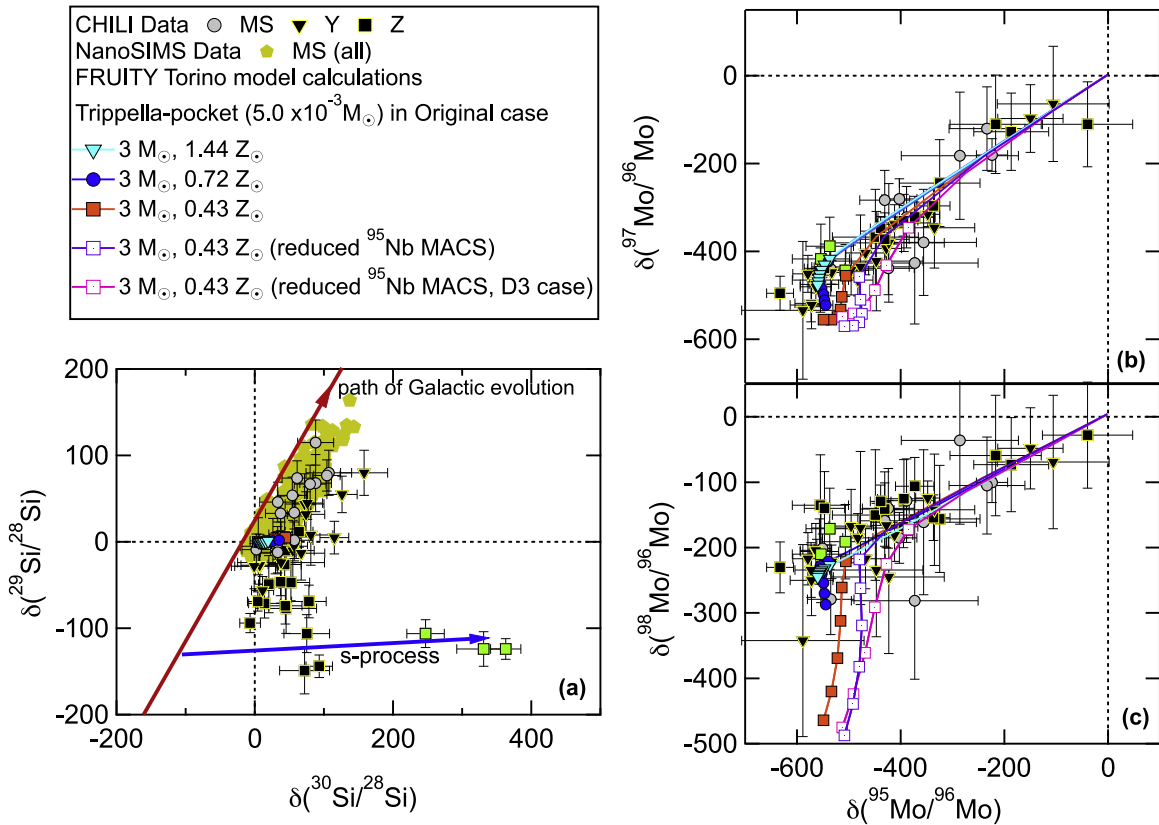 CHILI Data MS Y Z
NanoSIMS Data MS (all)
FRUITY Torino model calculations
Trippella-pocket (5.0 x10⁻³M☉) in Original case
3 M☉, 1.44 Z☉
3 M☉, 0.72 Z☉
3 M☉, 0.43 Z☉
3 M☉, 0.43 Z☉ (reduced ⁹⁵Nb MACS)
3 M☉, 0.43 Z☉ (reduced ⁹⁵Nb MACS, D3 case)
200
100
0
-100
-200
δ(²⁹Si/²⁸Si)
path of Galactic evolution
s-process
(a)
-200 0 200 400
δ(³⁰Si/²⁸Si)
0
-200
-400
-600
δ(⁹⁷Mo/⁹⁶Mo)
(b)
0
-100
-200
-300
-400
-500
δ(⁹⁸Mo/⁹⁶Mo)
(c)
-600 -400 -200 0
δ(⁹⁵Mo/⁹⁶Mo)